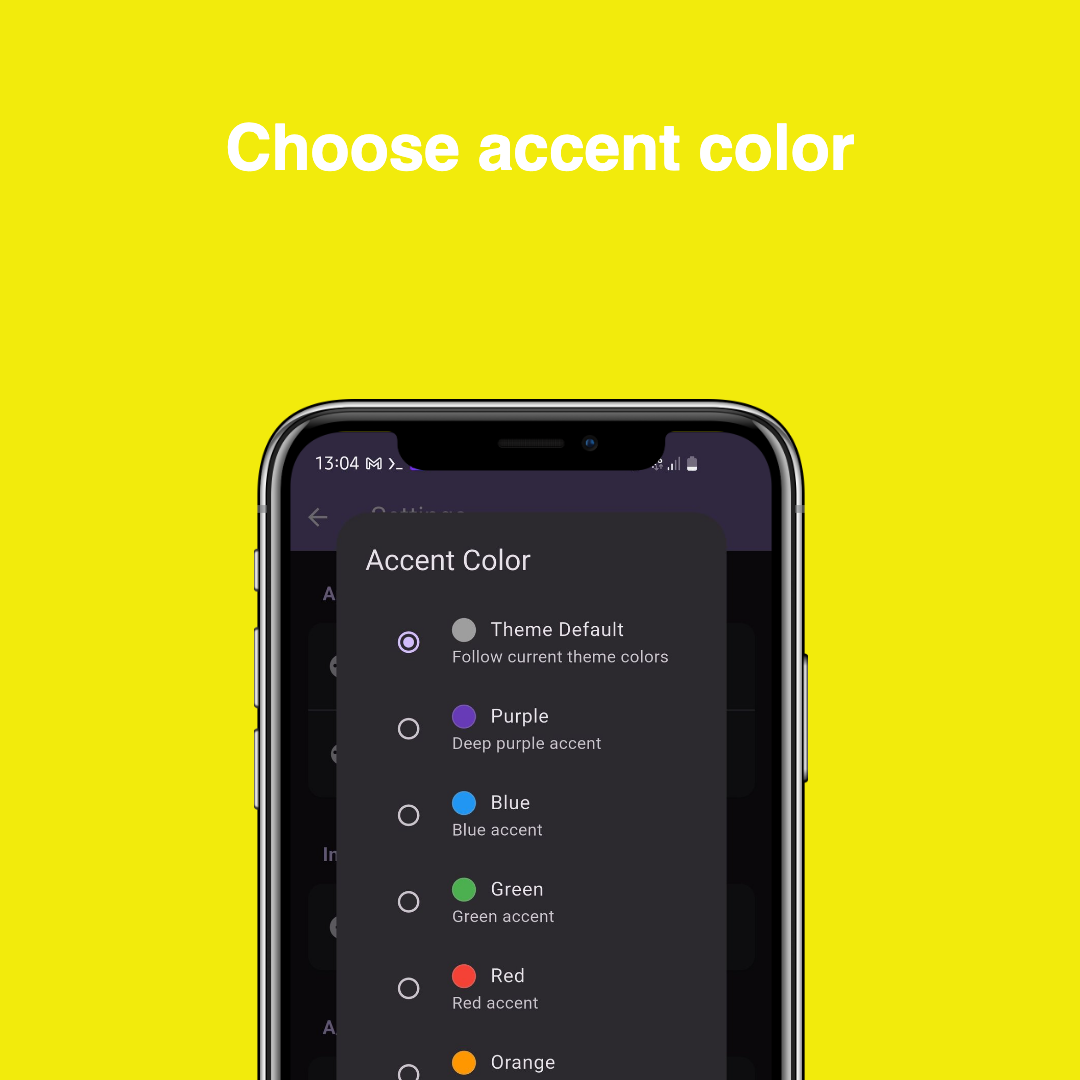 Choose accent color
13:04
Settings
Accent Color
Theme Default
Follow current theme colors
Purple
Deep purple accent
Blue
Blue accent
Green
Green accent
Red
Red accent
Orange